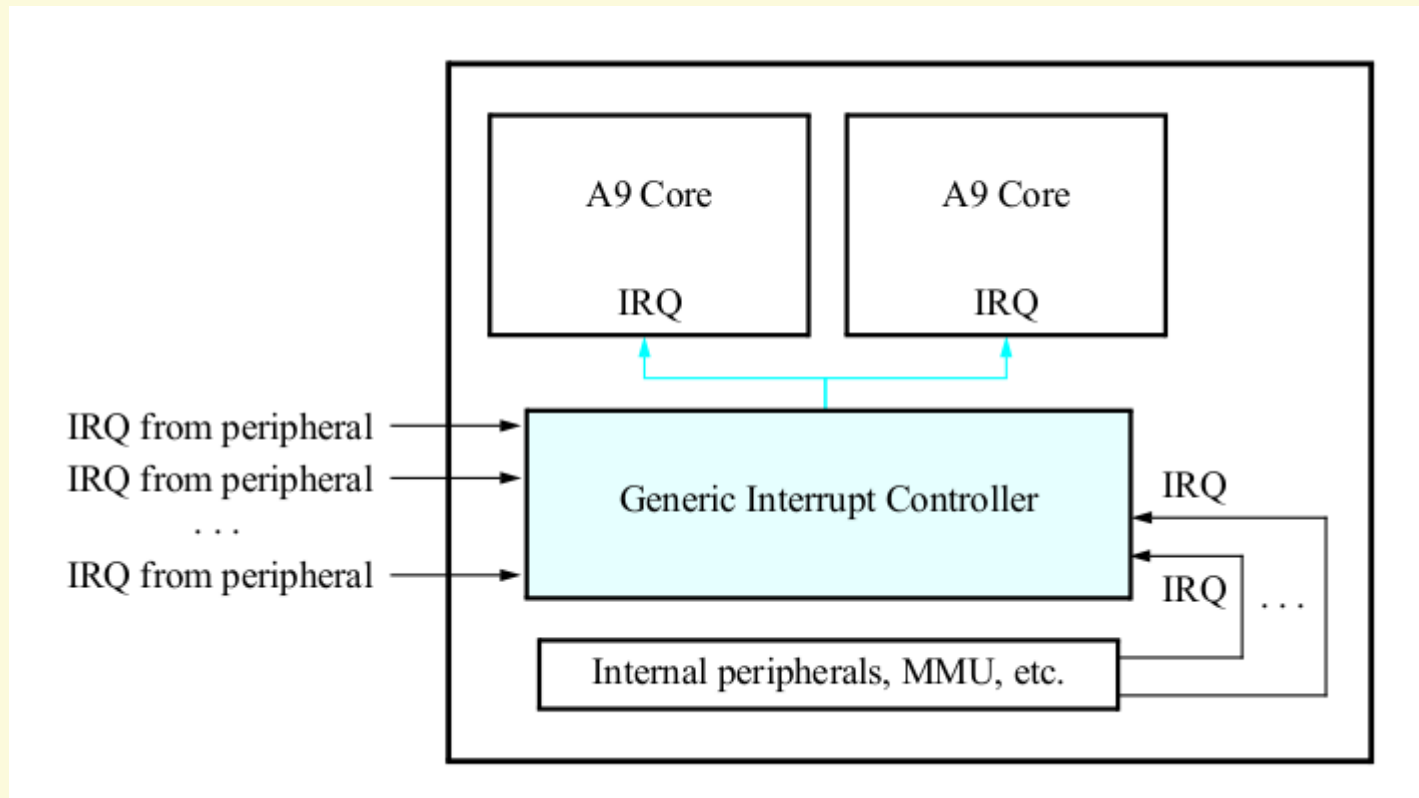 A9 Core
A9 Core
IRQ
IRQ
IRQ from peripheral
IRQ from peripheral
. . .
IRQ from peripheral
Generic Interrupt Controller
IRQ
IRQ
. . .
Internal peripherals, MMU, etc.